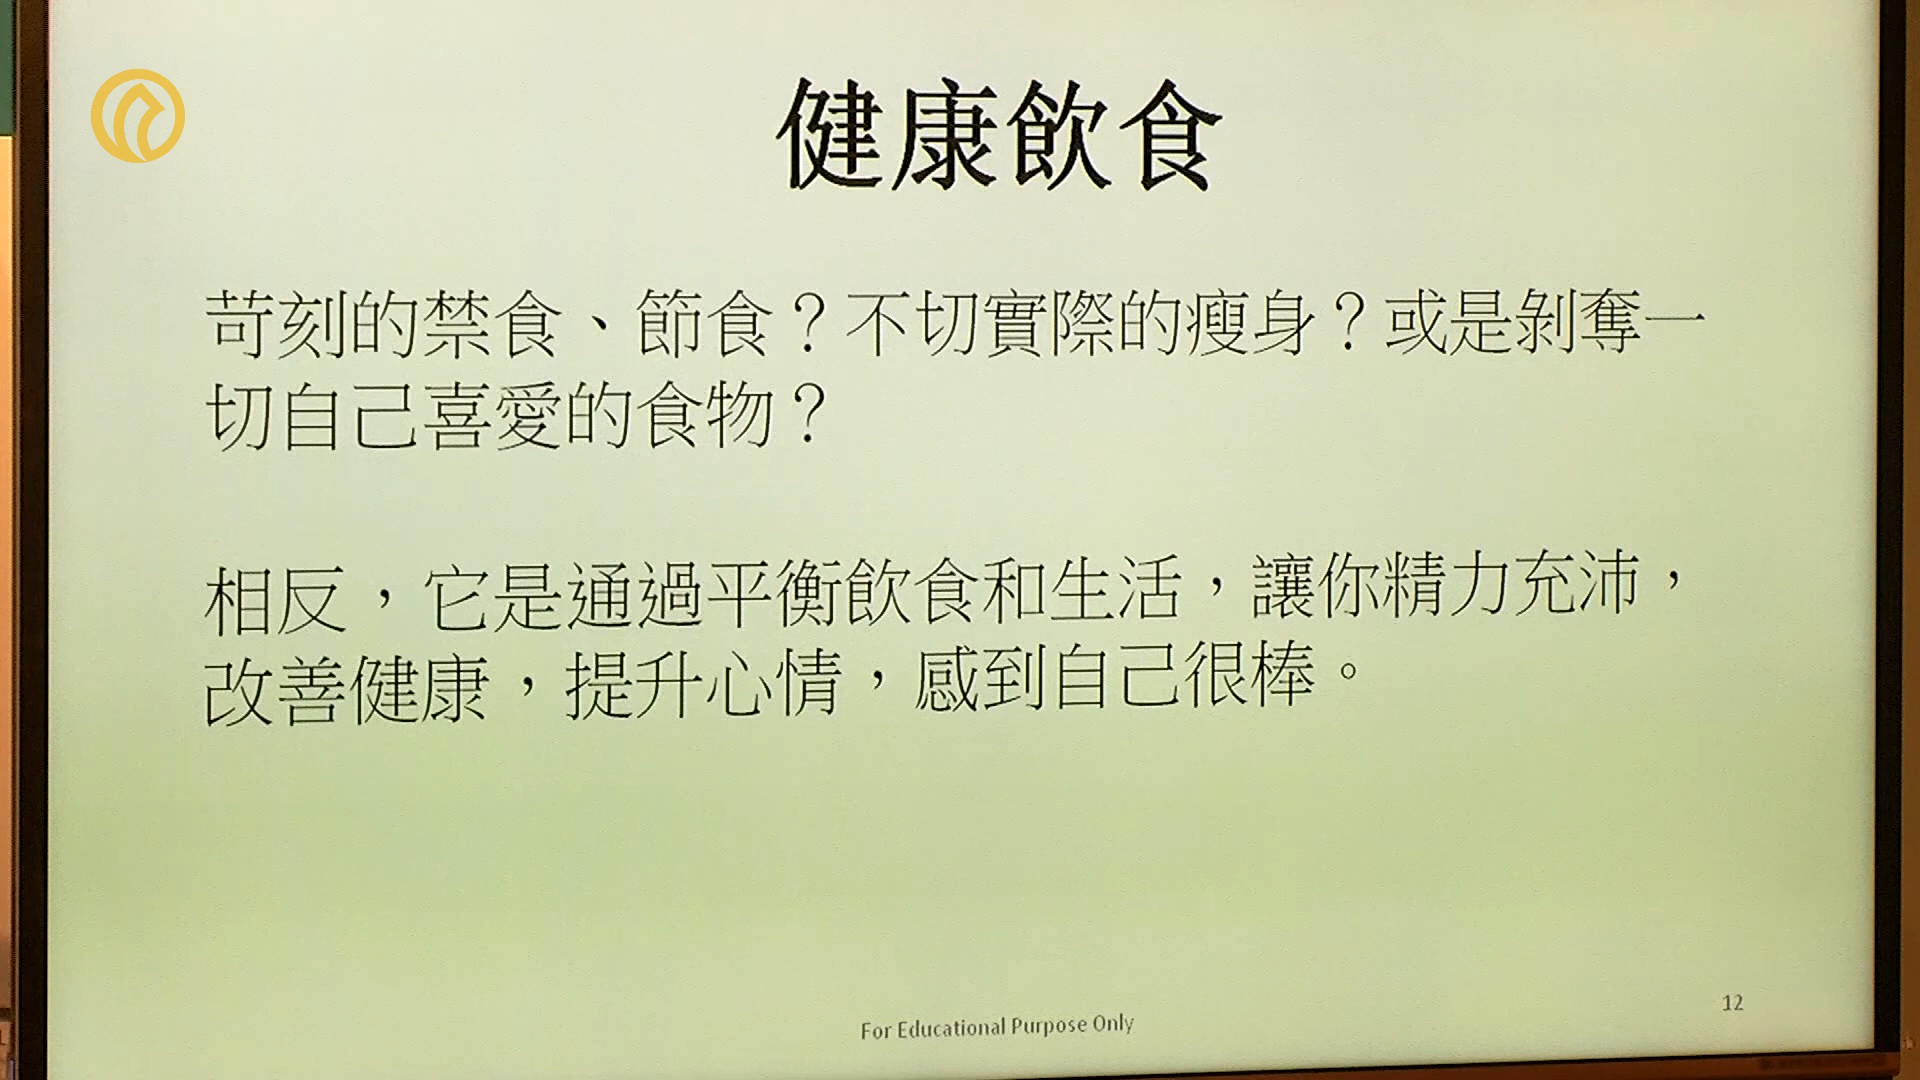 健康飲食
苛刻的禁食、節食？不切實際的瘦身？或是剝奪一
切自己喜愛的食物？
相反，它是通過平衡飲食和生活，讓你精力充沛，
改善健康，提升心情，感到自己很棒。
12
For Educational Purpose Only